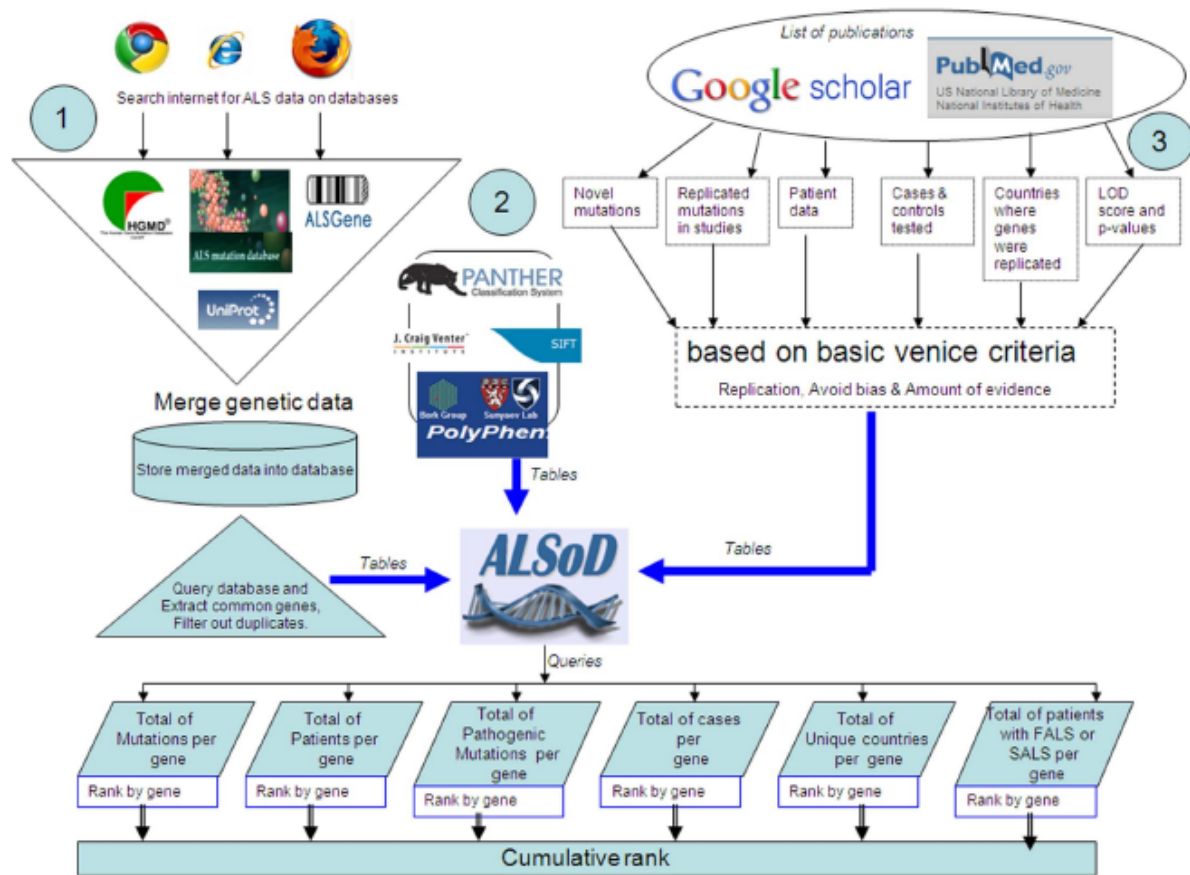 Search internet for ALS data on databases
1
HGMD®
ALS mutation database
ALSGene
UniProt
Merge genetic data
Store merged data into database
Query database and
Extract common genes,
Filter out duplicates.
Tables
2
PANTHER
Classification System
J. Craig Venter™
INSTITUTE
SIFT
Bork Group
Sunyaev Lab
PolyPhen
Tables
List of publications
Google scholar
PubMed.gov
US National Library of Medicine
National Institutes of Health
3
Novel
mutations
Replicated
mutations
in studies
Patient
data
Cases &
controls
tested
Countries
where
genes
were
replicated
LOD
score and
p-values
based on basic venice criteria
Replication, Avoid bias & Amount of evidence
Tables
ALSoD
Queries
Total of
Mutations per
gene
Rank by gene
Total of
Patients per
gene
Rank by gene
Total of
Pathogenic
Mutations per
gene
Rank by gene
Total of cases
per
gene
Rank by gene
Total of
Unique countries
per gene
Rank by gene
Total of patients
with FALS or
SALS per
gene
Rank by gene
Cumulative rank